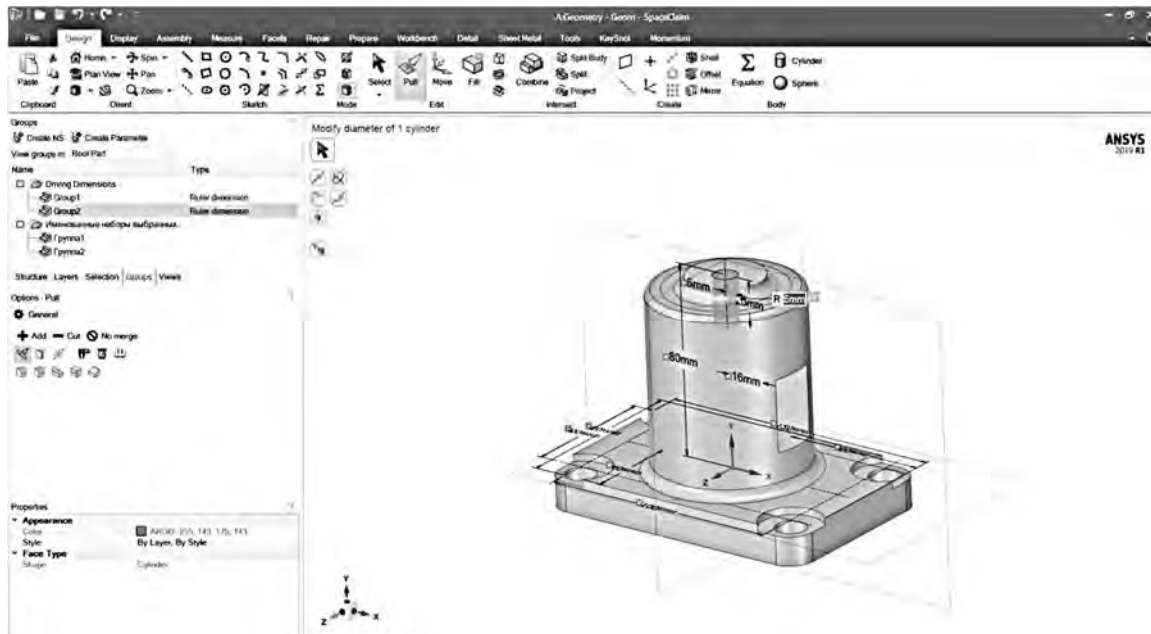 A:Geometry - Geom - SpaceClaim
File Design Display Assembly Measure Facets Repair Prepare Workbench Detail Sheet Metal Tools KeyShot Momentum
Paste
Home
Spin
Plan View
Pan
Zoom
Select
Pull
Move
Fill
Combine
Split Body
Split
Project
Shell
Offset
Mirror
Equation
Cylinder
Sphere
Clipboard Orient Sketch Mode Edit Intersect Create Body
Groups
Create NS Create Parameter
View groups in: Root Part
Name Type
Driving Dimensions
Group1 Ruler dimension
Group2 Ruler dimension
Именованные наборы выбранных
Группа1
Группа2
Structure Layers Selection Groups Views
Options - Pull
General
Add Cut No merge
Properties
Appearance
Color
Style By Layer, By Style
Face Type
Shape Cylinder
Modify diameter of 1 cylinder
ANSYS
2019 R1
80mm
16mm
Y
Z
X
Y
Z
X